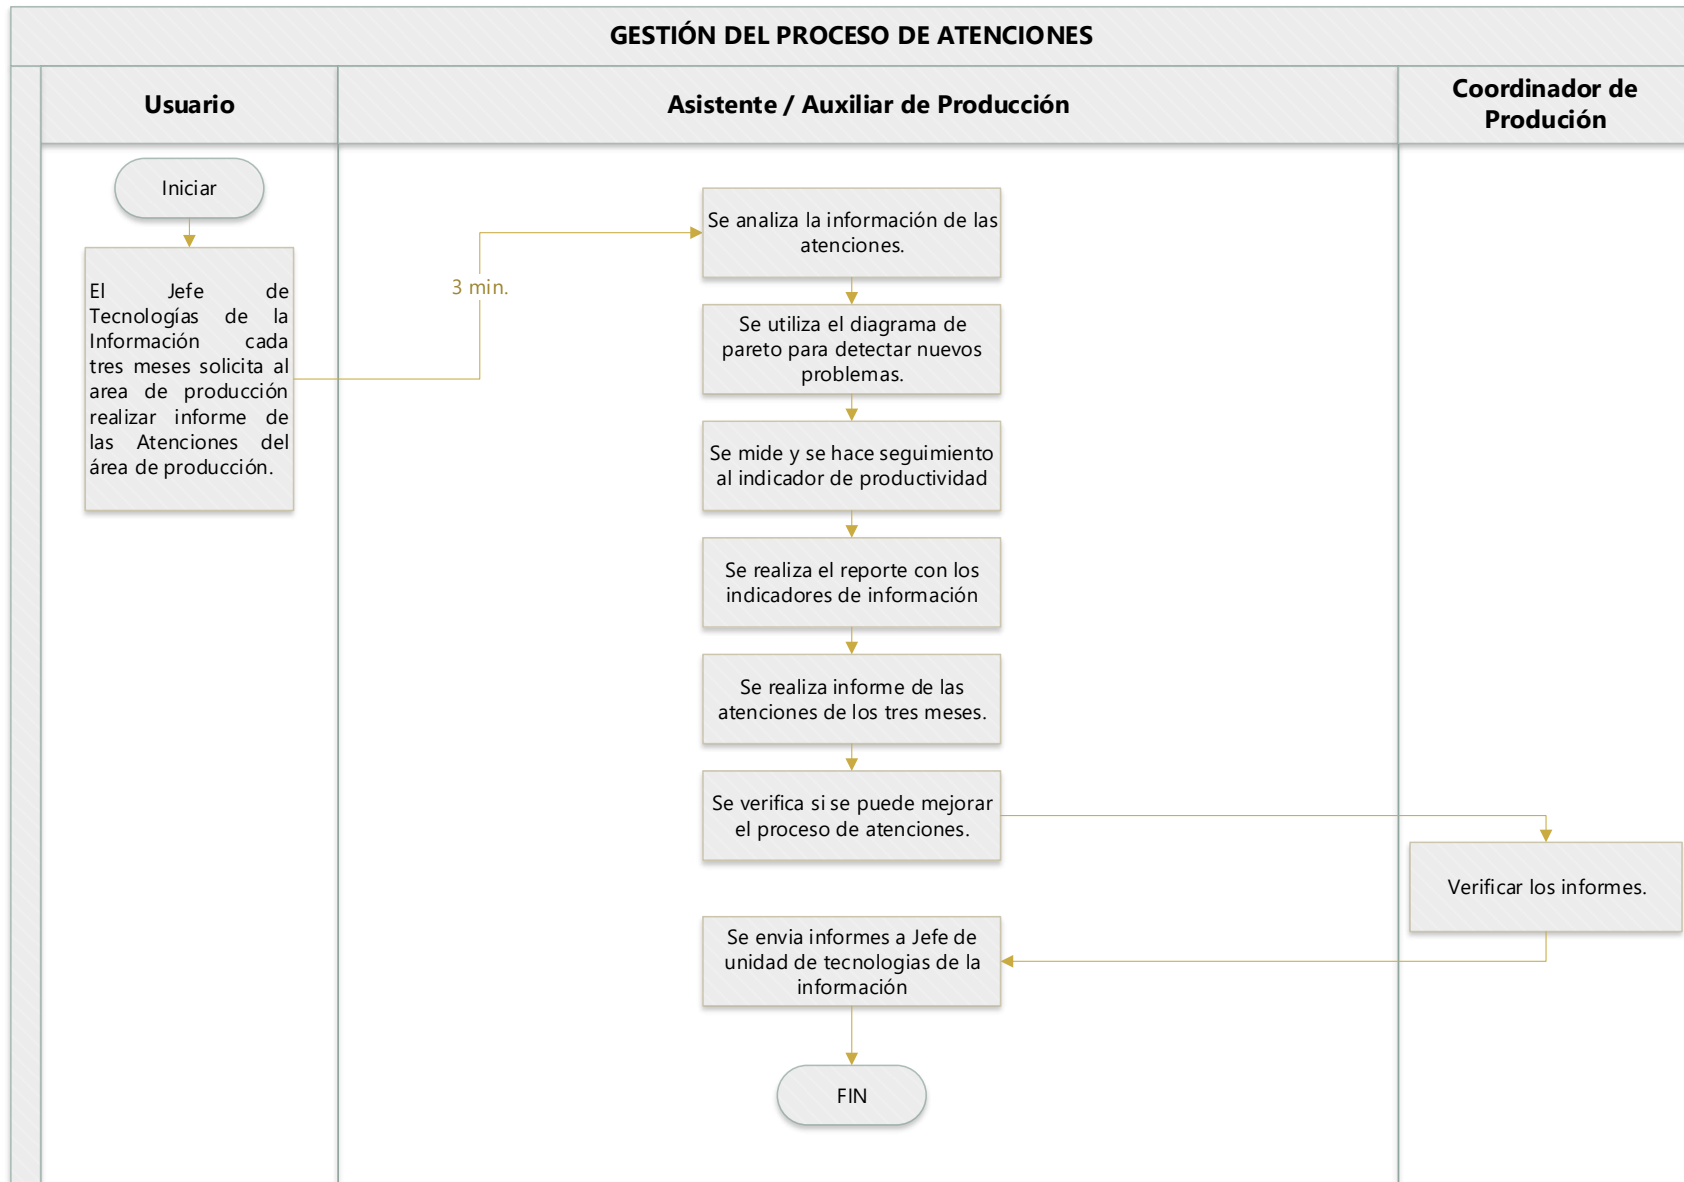 GESTIÓN DEL PROCESO DE ATENCIONES
Usuario
Asistente / Auxiliar de Producción
Coordinador de
Produción
Iniciar
El Jefe de
Tecnologías de la
Información cada
tres meses solicita al
area de producción
realizar informe de
las Atenciones del
área de producción.
3 min.
Se analiza la información de las
atenciones.
Se utiliza el diagrama de
pareto para detectar nuevos
problemas.
Se mide y se hace seguimiento
al indicador de productividad
Se realiza el reporte con los
indicadores de información
Se realiza informe de las
atenciones de los tres meses.
Se verifica si se puede mejorar
el proceso de atenciones.
Verificar los informes.
Se envia informes a Jefe de
unidad de tecnologias de la
información
FIN